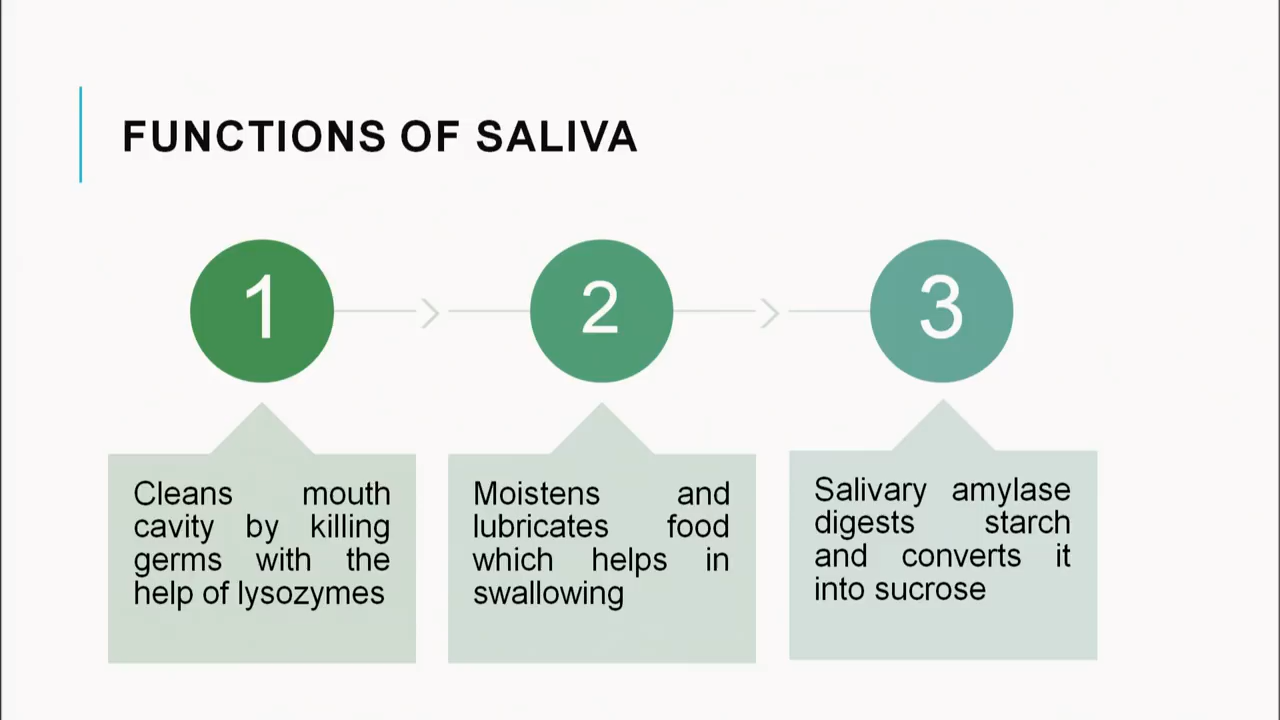 FUNCTIONS OF SALIVA
1
2
3
Cleans mouth
cavity by killing
germs with the
help of lysozymes
Moistens and
lubricates food
which helps in
swallowing
Salivary amylase
digests starch
and converts it
into sucrose